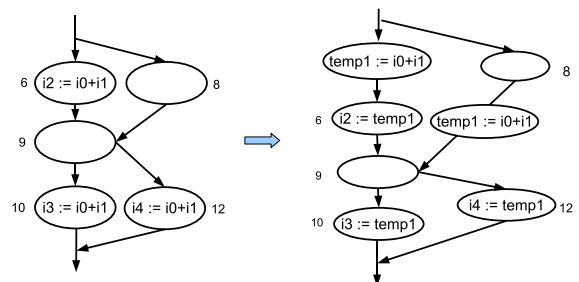 6
i2 := i0+i1
8
9
10
i3 := i0+i1
i4 := i0+i1
12
temp1 := i0+i1
8
6
i2 := temp1
temp1 := i0+i1
9
10
i3 := temp1
i4 := temp1
12